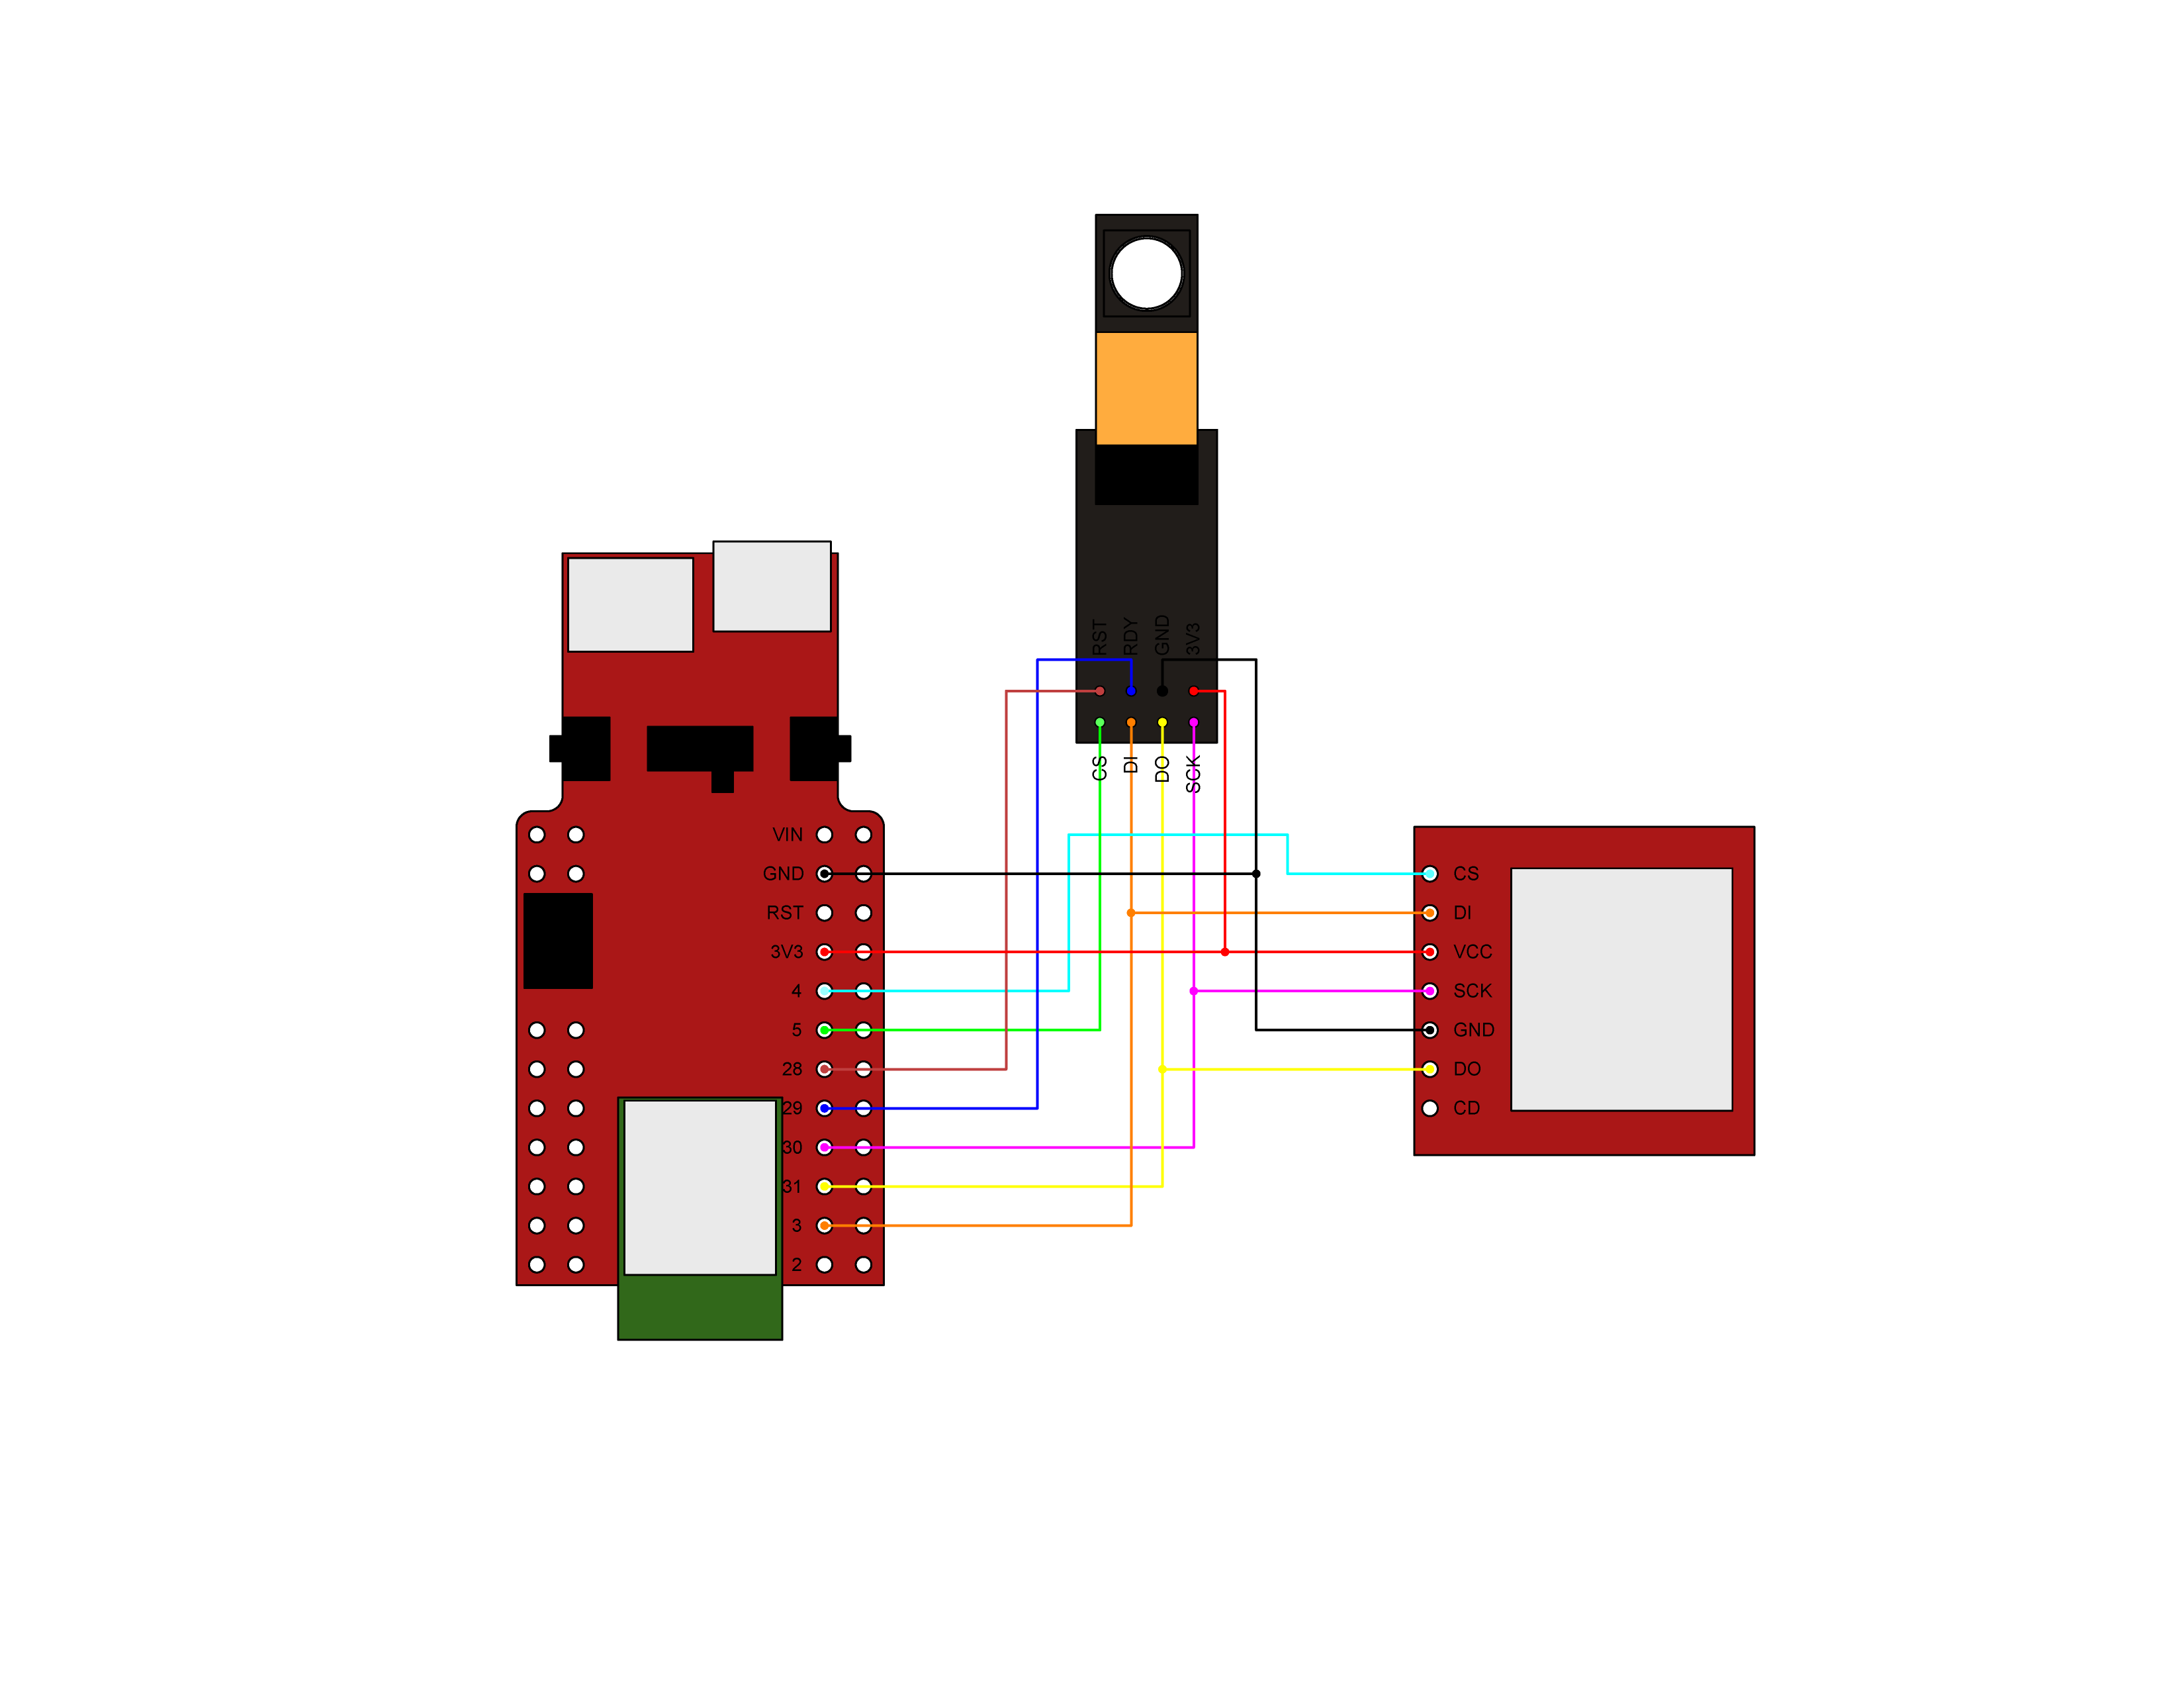 RST
RDY
GND
3V3
CS
DI
DO
SCK
VIN
GND
RST
3V3
4
5
28
29
30
31
3
2
CS
DI
VCC
SCK
GND
DO
CD